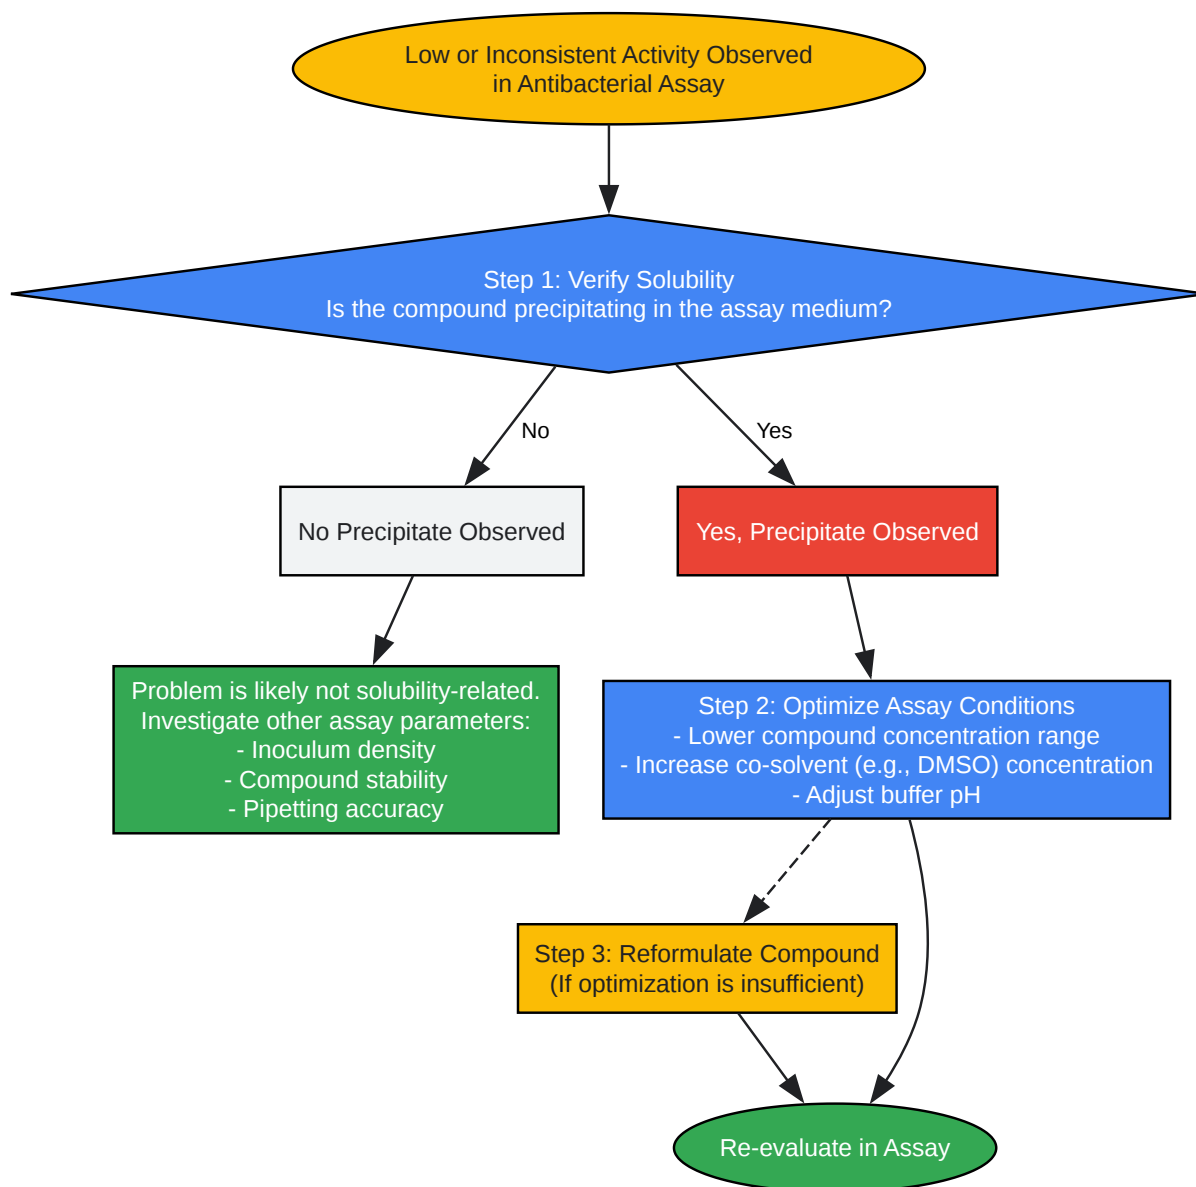 Low or Inconsistent Activity Observed
in Antibacterial Assay
Step 1: Verify Solubility
Is the compound precipitating in the assay medium?
No
Yes
No Precipitate Observed
Yes, Precipitate Observed
Problem is likely not solubility-related.
Investigate other assay parameters:
- Inoculum density
- Compound stability
- Pipetting accuracy
Step 2: Optimize Assay Conditions
- Lower compound concentration range
- Increase co-solvent (e.g., DMSO) concentration
- Adjust buffer pH
Step 3: Reformulate Compound
(If optimization is insufficient)
Re-evaluate in Assay